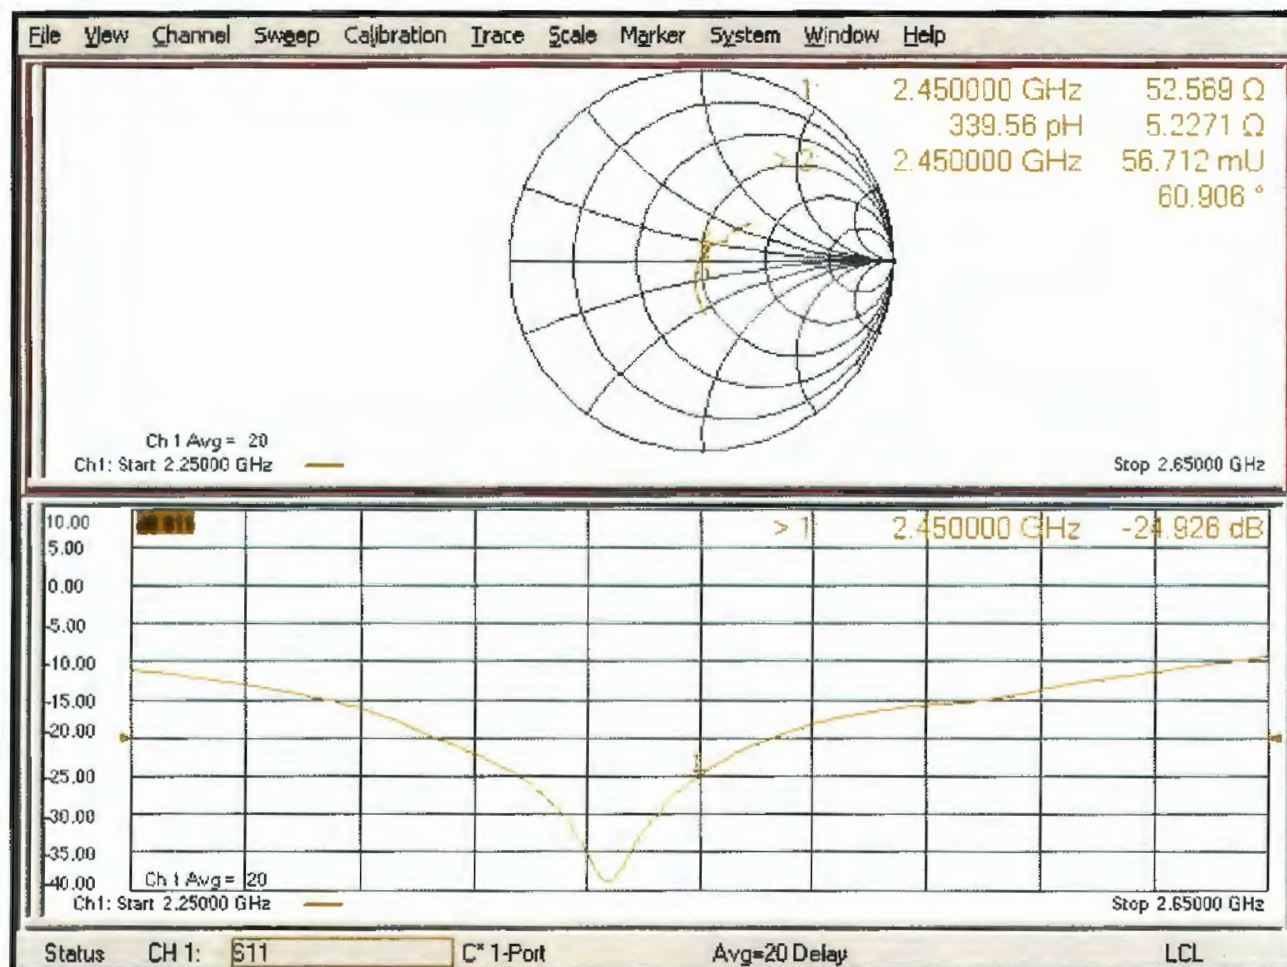 File View Channel Sweep Calibration Trace Scale Marker System Window Help
1: 2.450000 GHz 52.569 Ω
339.56 pH 5.2271 Ω
> 2: 2.450000 GHz 56.712 mU
60.906 °
Ch 1 Avg = 20
Ch1: Start 2.25000 GHz
Stop 2.65000 GHz
10.00
> 1: 2.450000 GHz -24.926 dB
5.00
0.00
-5.00
-10.00
-15.00
-20.00
-25.00
-30.00
-35.00
-40.00
1
Ch 1 Avg = 20
Ch1: Start 2.25000 GHz
Stop 2.65000 GHz
Status CH 1: S11 C* 1-Port Avg=20 Delay LCL